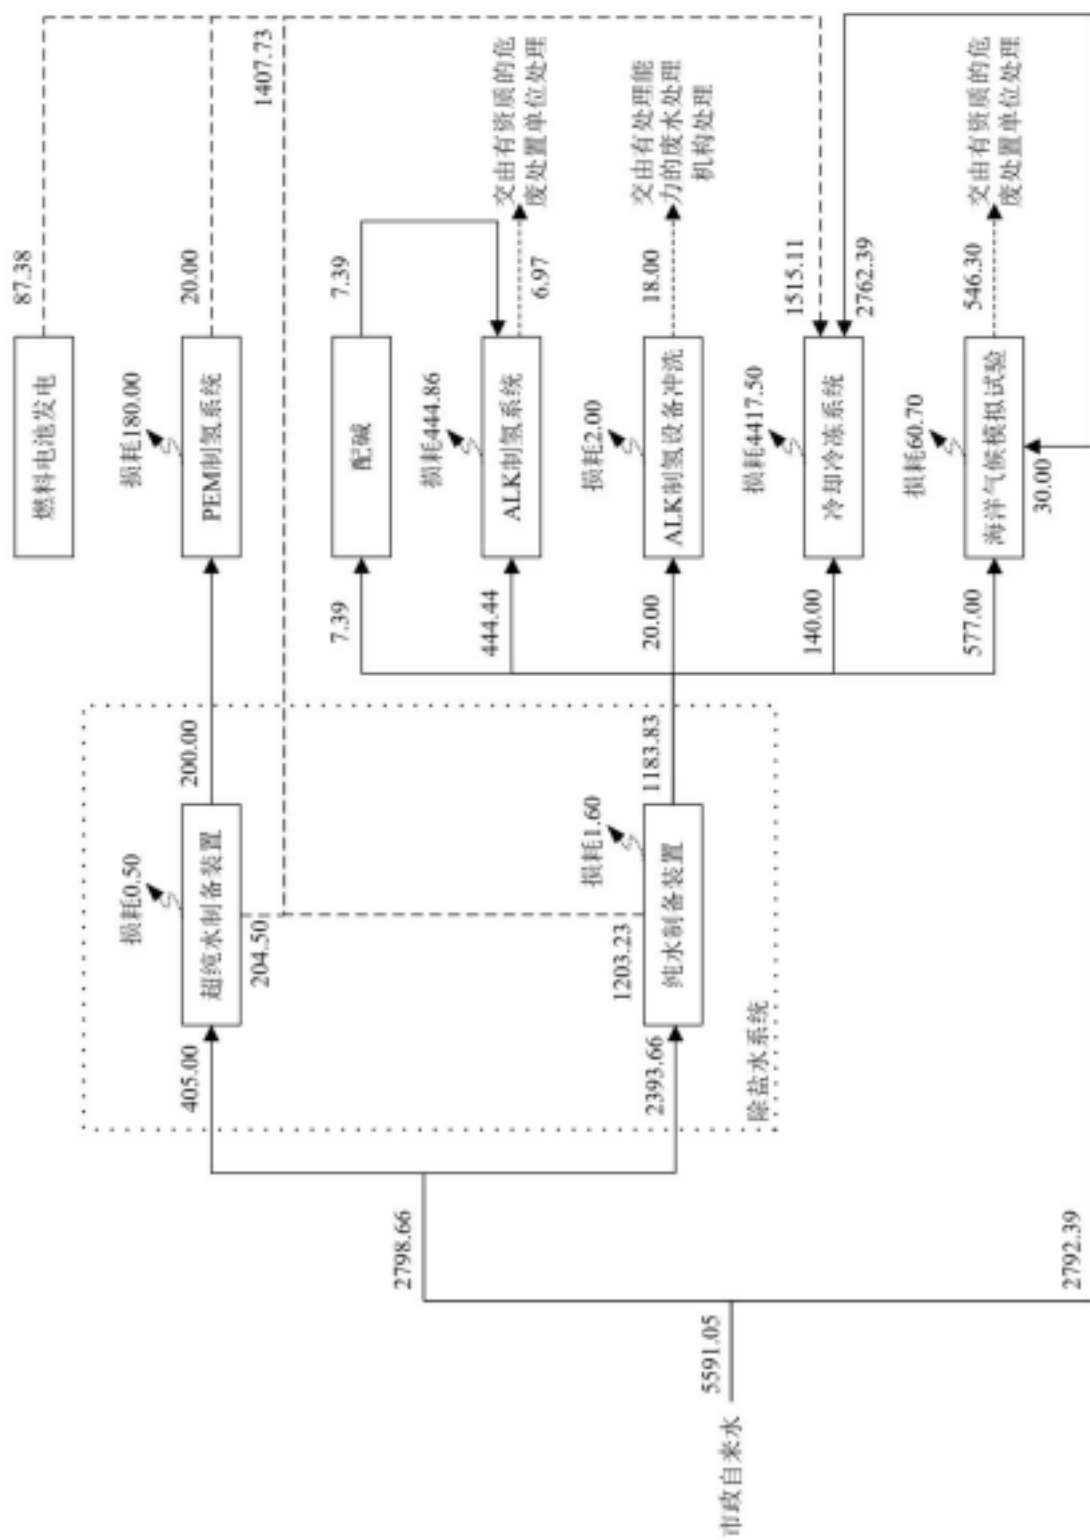 市政自来水
5591.05
2798.66
2792.39
405.00
2393.66
除盐水系统
损耗0.50
超纯水制备装置
204.50
200.00
1203.23
纯水制备装置
损耗1.60
1183.83
燃料电池发电
87.38
损耗180.00
PEM制氢系统
20.00
1407.73
7.39
配碱
7.39
444.44
损耗444.86
ALK制氢系统
6.97
交由有资质的危
废处置单位处理
20.00
损耗2.00
ALK制氢设备冲洗
18.00
交由有处理能
力的废水处理
机构处理
140.00
损耗4417.50
冷却冷冻系统
1515.11
2762.39
577.00
损耗60.70
海洋气候模拟试验
30.00
546.30
交由有资质的危
废处置单位处理